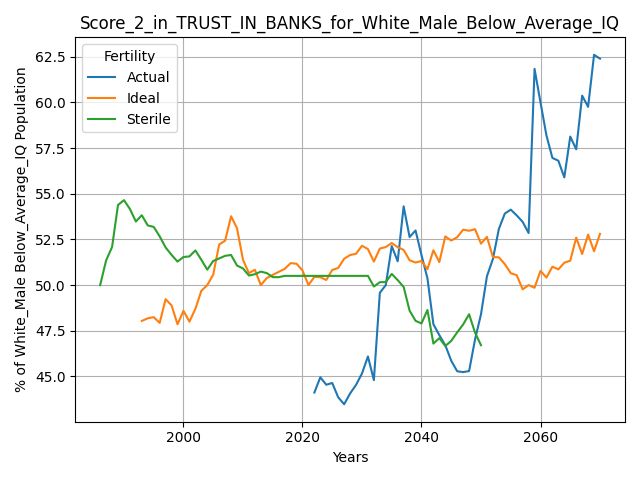 Score_2_in_TRUST_IN_BANKS_for_White_Male_Below_Average_IQ
Fertility
Actual
Ideal
Sterile
% of White_Male Below_Average_IQ Population
62.5
60.0
57.5
55.0
52.5
50.0
47.5
45.0
2000
2020
2040
2060
Years